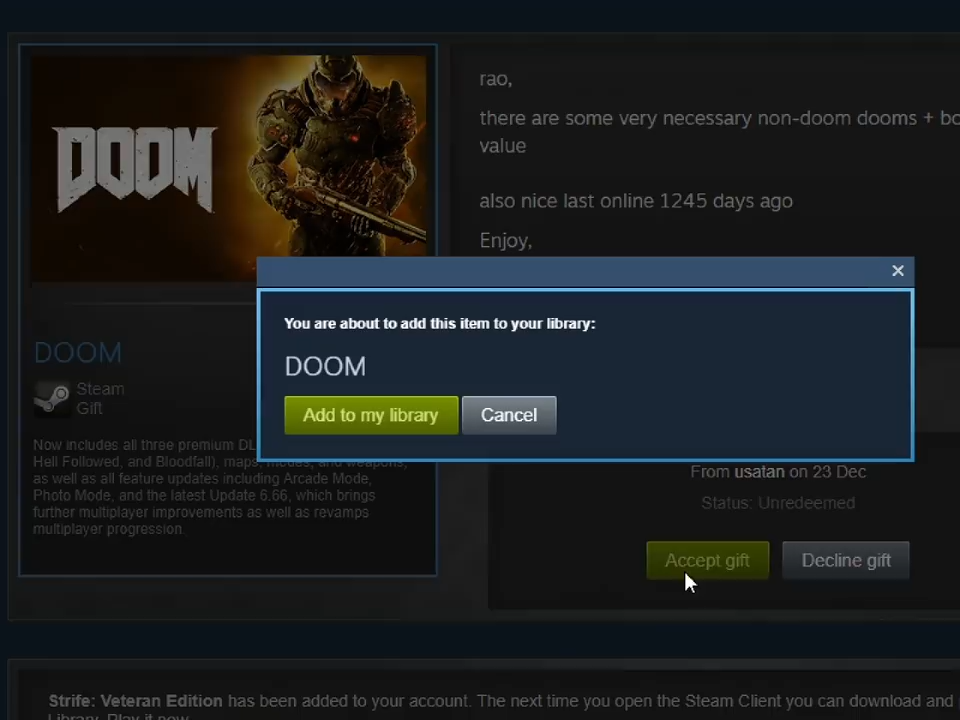 DOOM
rao,
there are some very necessary non-doom dooms + bo
value
also nice last online 1245 days ago
Enjoy,
You are about to add this item to your library:
DOOM
Add to my library Cancel
DOOM
Steam
Gift
Now includes all three premium DL
Hell Followed, and Bloodfall), maps, modes, and weapons,
as well as all feature updates including Arcade Mode,
Photo Mode, and the latest Update 6.66, which brings
further multiplayer improvements as well as revamps
multiplayer progression.
From usatan on 23 Dec
Status: Unredeemed
Accept gift Decline gift
Strife: Veteran Edition has been added to your account. The next time you open the Steam Client you can download and
Library. Play it now